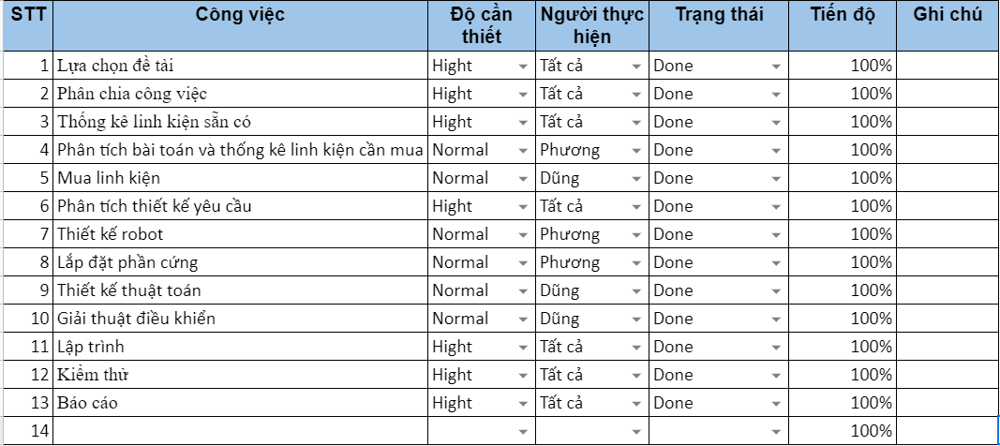 STT Công việc Độ cần thiết Người thực hiện Trạng thái Tiến độ Ghi chú
1 Lựa chọn đề tài Hight Tất cả Done 100%
2 Phân chia công việc Hight Tất cả Done 100%
3 Thống kê linh kiện sẵn có Hight Tất cả Done 100%
4 Phân tích bài toán và thống kê linh kiện cần mua Normal Phương Done 100%
5 Mua linh kiện Normal Dũng Done 100%
6 Phân tích thiết kế yêu cầu Hight Tất cả Done 100%
7 Thiết kế robot Normal Phương Done 100%
8 Lắp đặt phần cứng Normal Phương Done 100%
9 Thiết kế thuật toán Normal Dũng Done 100%
10 Giải thuật điều khiển Normal Dũng Done 100%
11 Lập trình Hight Tất cả Done 100%
12 Kiểm thử Hight Tất cả Done 100%
13 Báo cáo Hight Tất cả Done 100%
14 100%